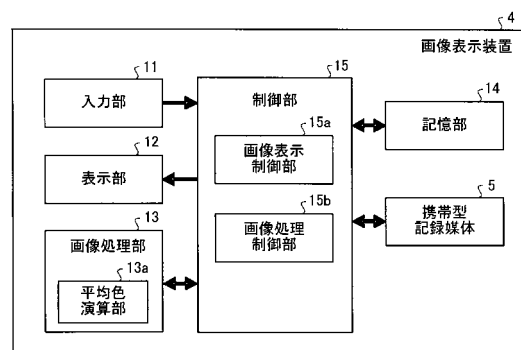 4
画像表示装置
11
入力部
12
表示部
13
画像処理部
13a
平均色
演算部
15
制御部
15a
画像表示
制御部
15b
画像処理
制御部
14
記憶部
5
携帯型
記録媒体